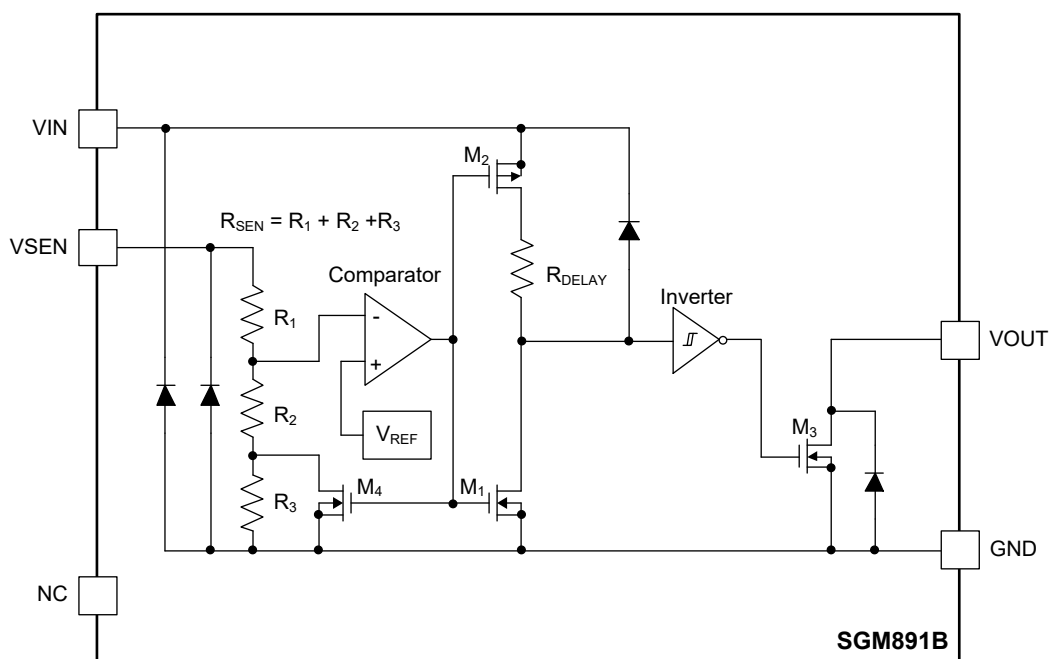 VIN
M2
RSEN = R1 + R2 +R3
VSEN
Comparator
RDELAY
Inverter
R1
-
+
VOUT
R2
VREF
M3
M4
M1
R3
GND
NC
SGM891B